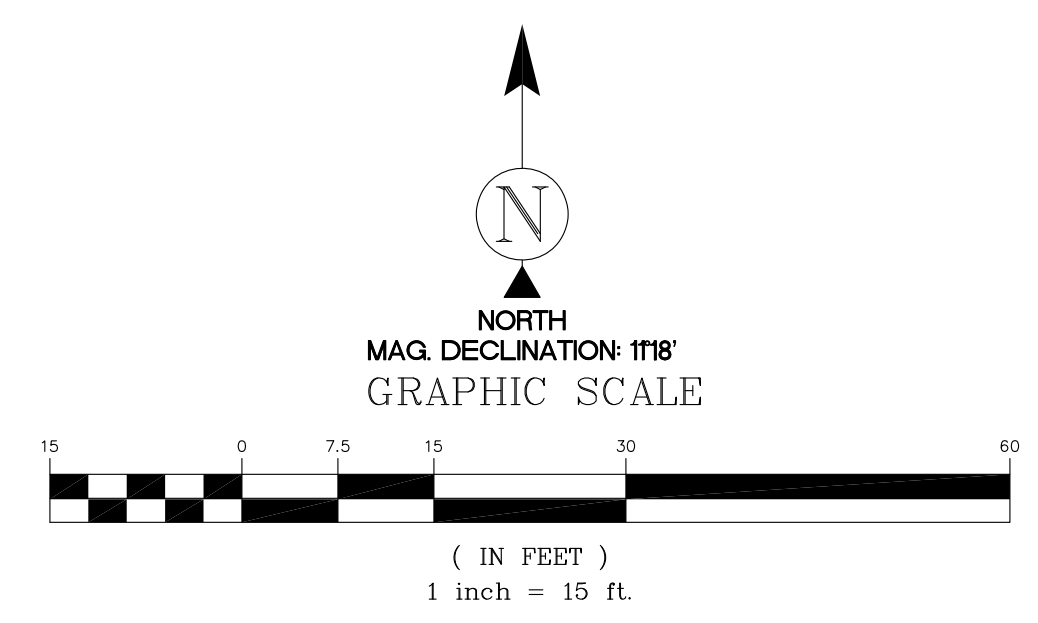 N
NORTH
MAG. DECLINATION: 11°18'
GRAPHIC SCALE
15 0 7.5 15 30 60
( IN FEET )
1 inch = 15 ft.